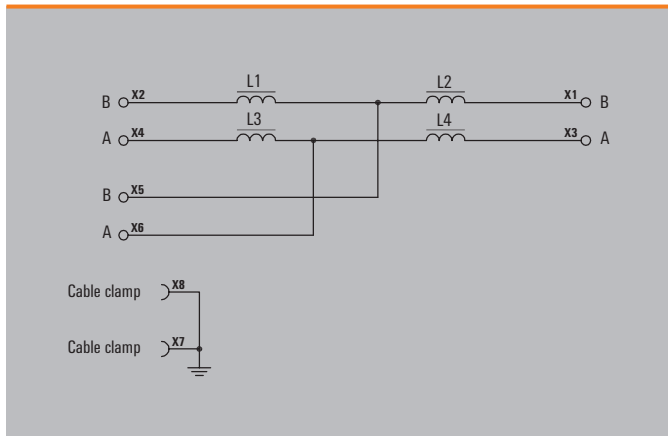 L1 L2
B X2 X1 B
L3 L4
A X4 X3 A
B X5
A X6
Cable clamp X8
Cable clamp X7